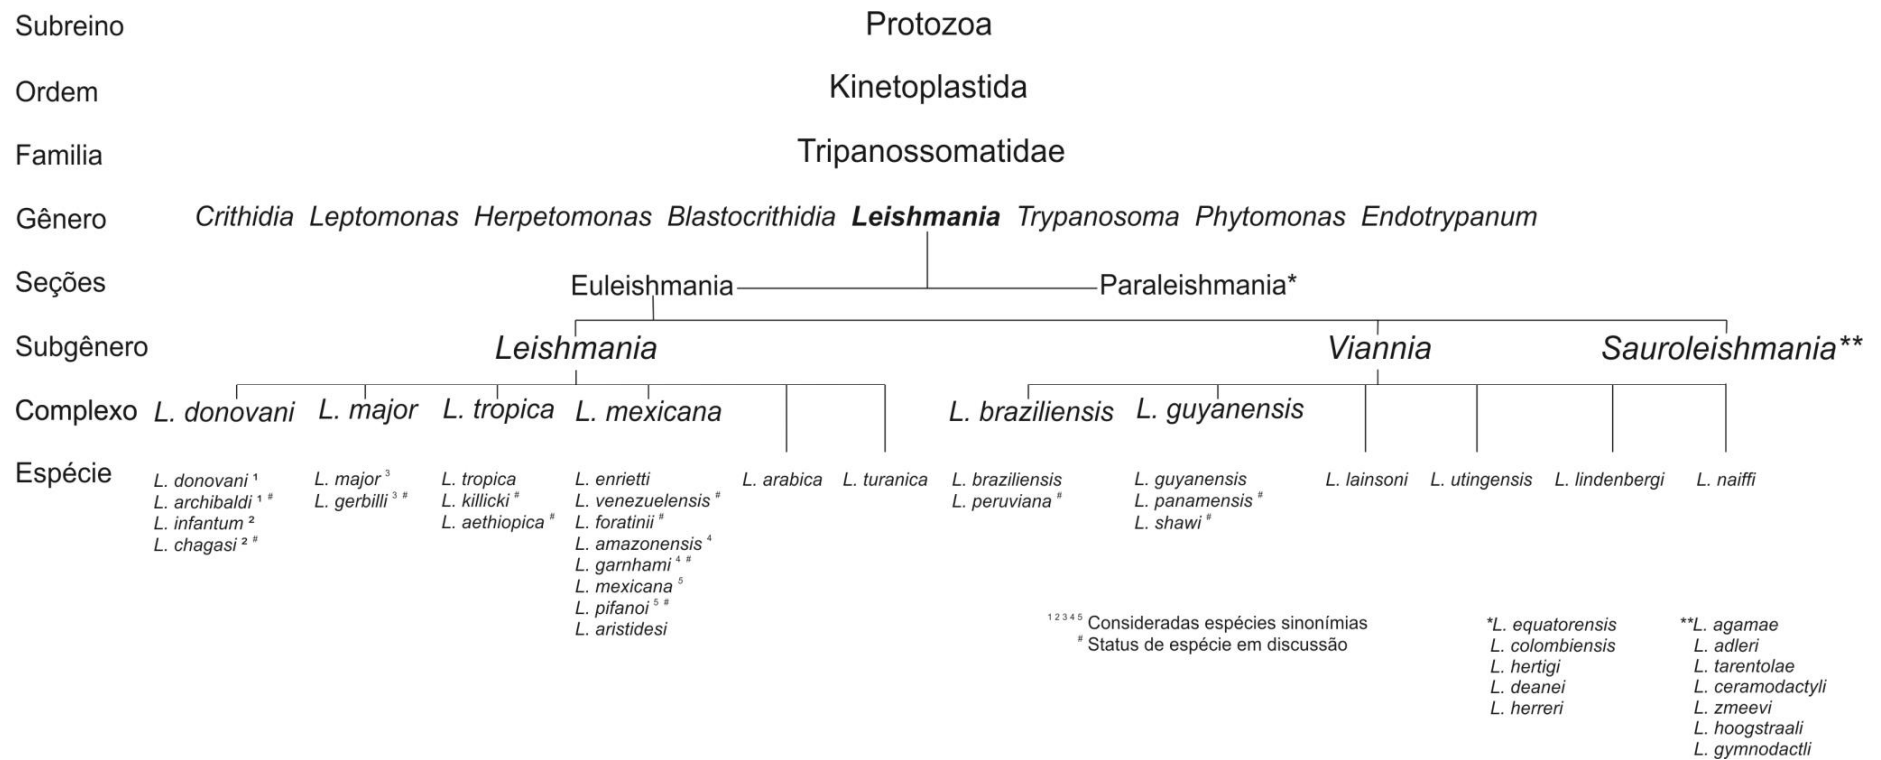 Subreino Protozoa
Ordem Kinetoplastida
Familia Tripanossomatidae
Gênero Crithidia Leptomonas Herpetomonas Blastocrithidia Leishmania Trypanosoma Phytomonas Endotrypanum
Seções Euleishmania Paraleishmania*
Subgênero Leishmania Viannia Sauroleishmania**
Complexo L. donovani L. major L. tropica L. mexicana L. braziliensis L. guyanensis
Espécie
L. donovani ¹
L. archibaldi ¹ #
L. infantum ²
L. chagasi ² #
L. major ³
L. gerbilli ³ #
L. tropica
L. killicki #
L. aethiopica #
L. enrietti
L. venezuelensis #
L. foratinii #
L. amazonensis ⁴
L. garnhami ⁴ #
L. mexicana ⁵
L. pifanoi ⁵ #
L. aristidesi
L. arabica
L. turanica
L. braziliensis
L. peruviana #
L. guyanensis
L. panamensis #
L. shawi #
L. lainsoni
L. utingensis
L. lindenbergi
L. naiffi
¹ ² ³ ⁴ ⁵ Consideradas espécies sinonímias
# Status de espécie em discussão
*L. equatorensis
L. colombiensis
L. hertigi
L. deanei
L. herreri
**L. agamae
L. adleri
L. tarentolae
L. ceramodactyli
L. zmeevi
L. hoogstraali
L. gymnodactli